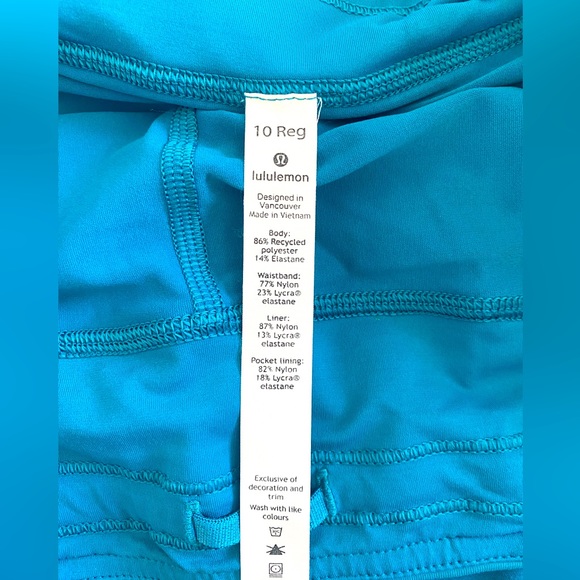 10 Reg
lululemon
Designed in
Vancouver
Made in Vietnam
Body:
86% Recycled
polyester
14% Elastane
Waistband:
77% Nylon
23% Lycra®
elastane
Liner:
87% Nylon
13% Lycra®
elastane
Pocket lining:
82% Nylon
18% Lycra®
elastane
Exclusive of
decoration and
trim
Wash with like
colours